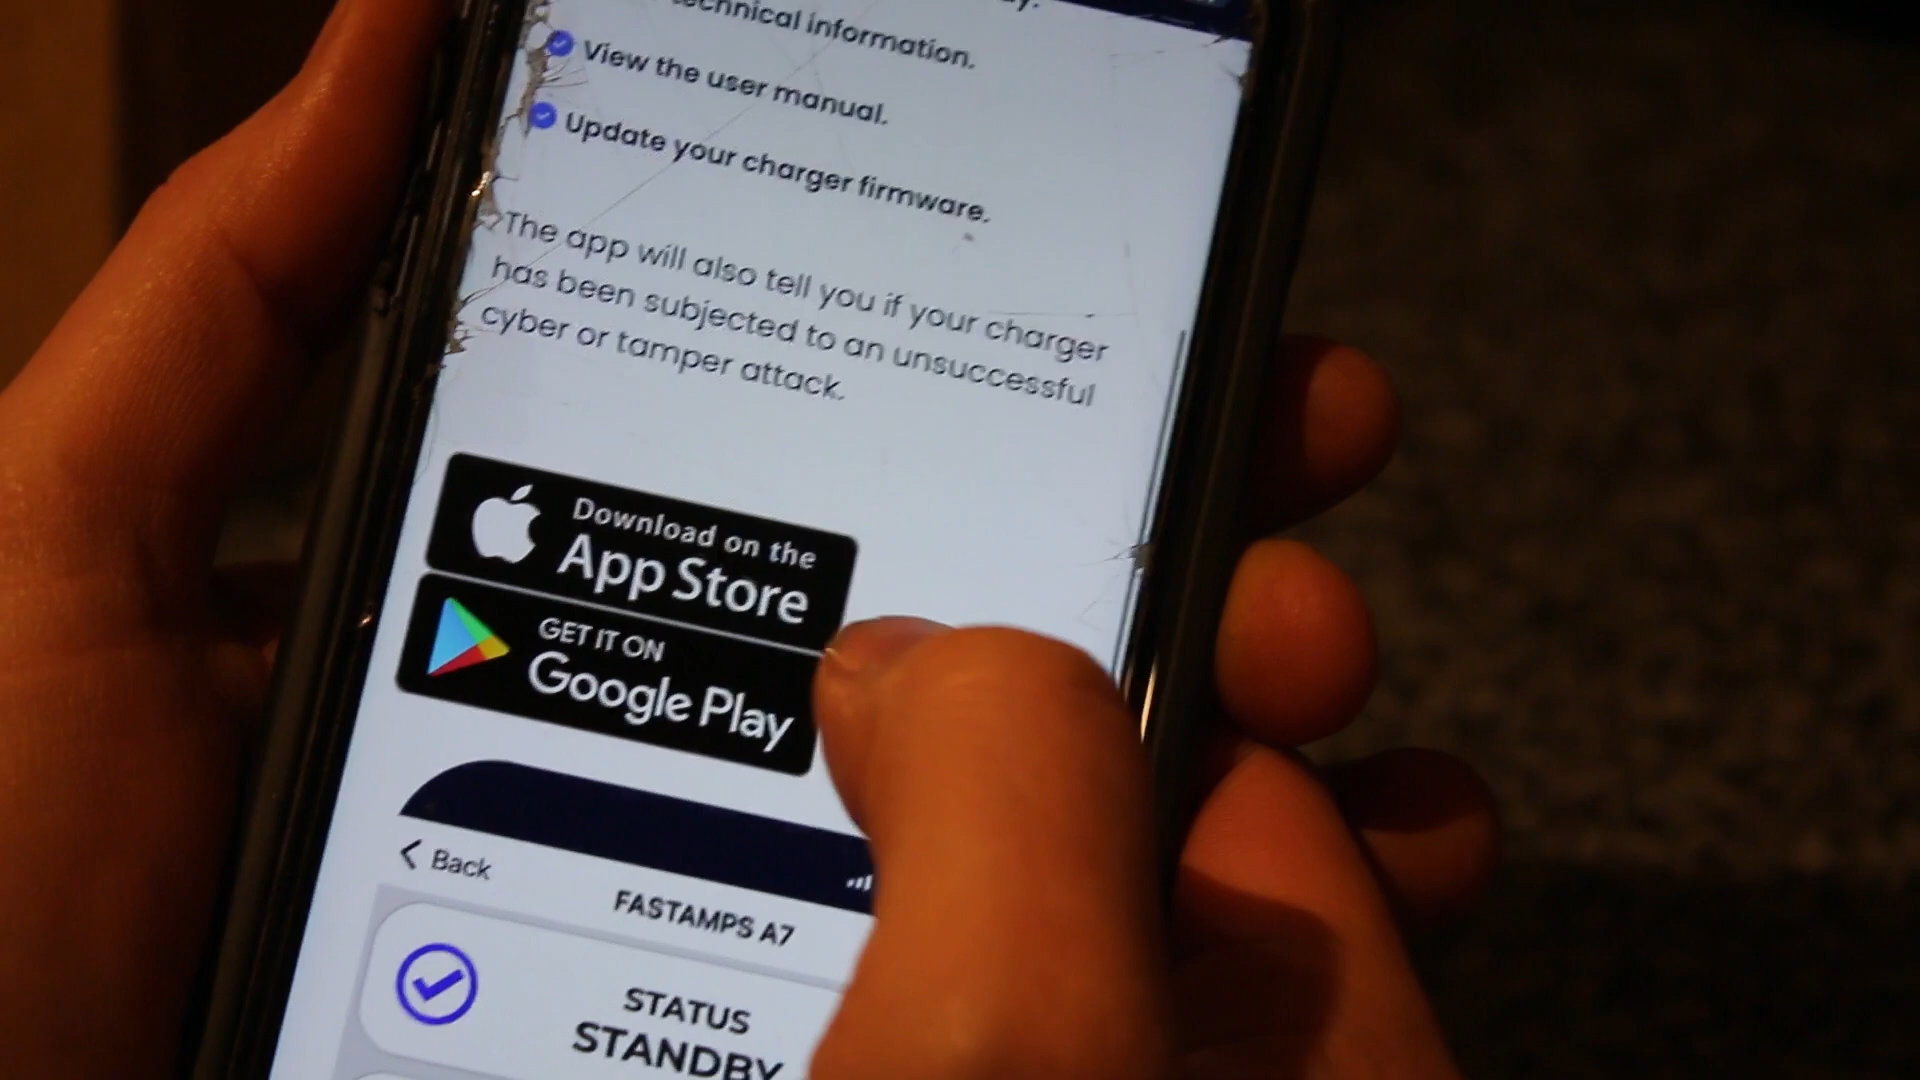 technical information.
View the user manual.
Update your charger firmware.
The app will also tell you if your charger
has been subjected to an unsuccessful
cyber or tamper attack.
Download on the
App Store
GET IT ON
Google Play
Back
FASTAMPS A7
STATUS
STANDBY